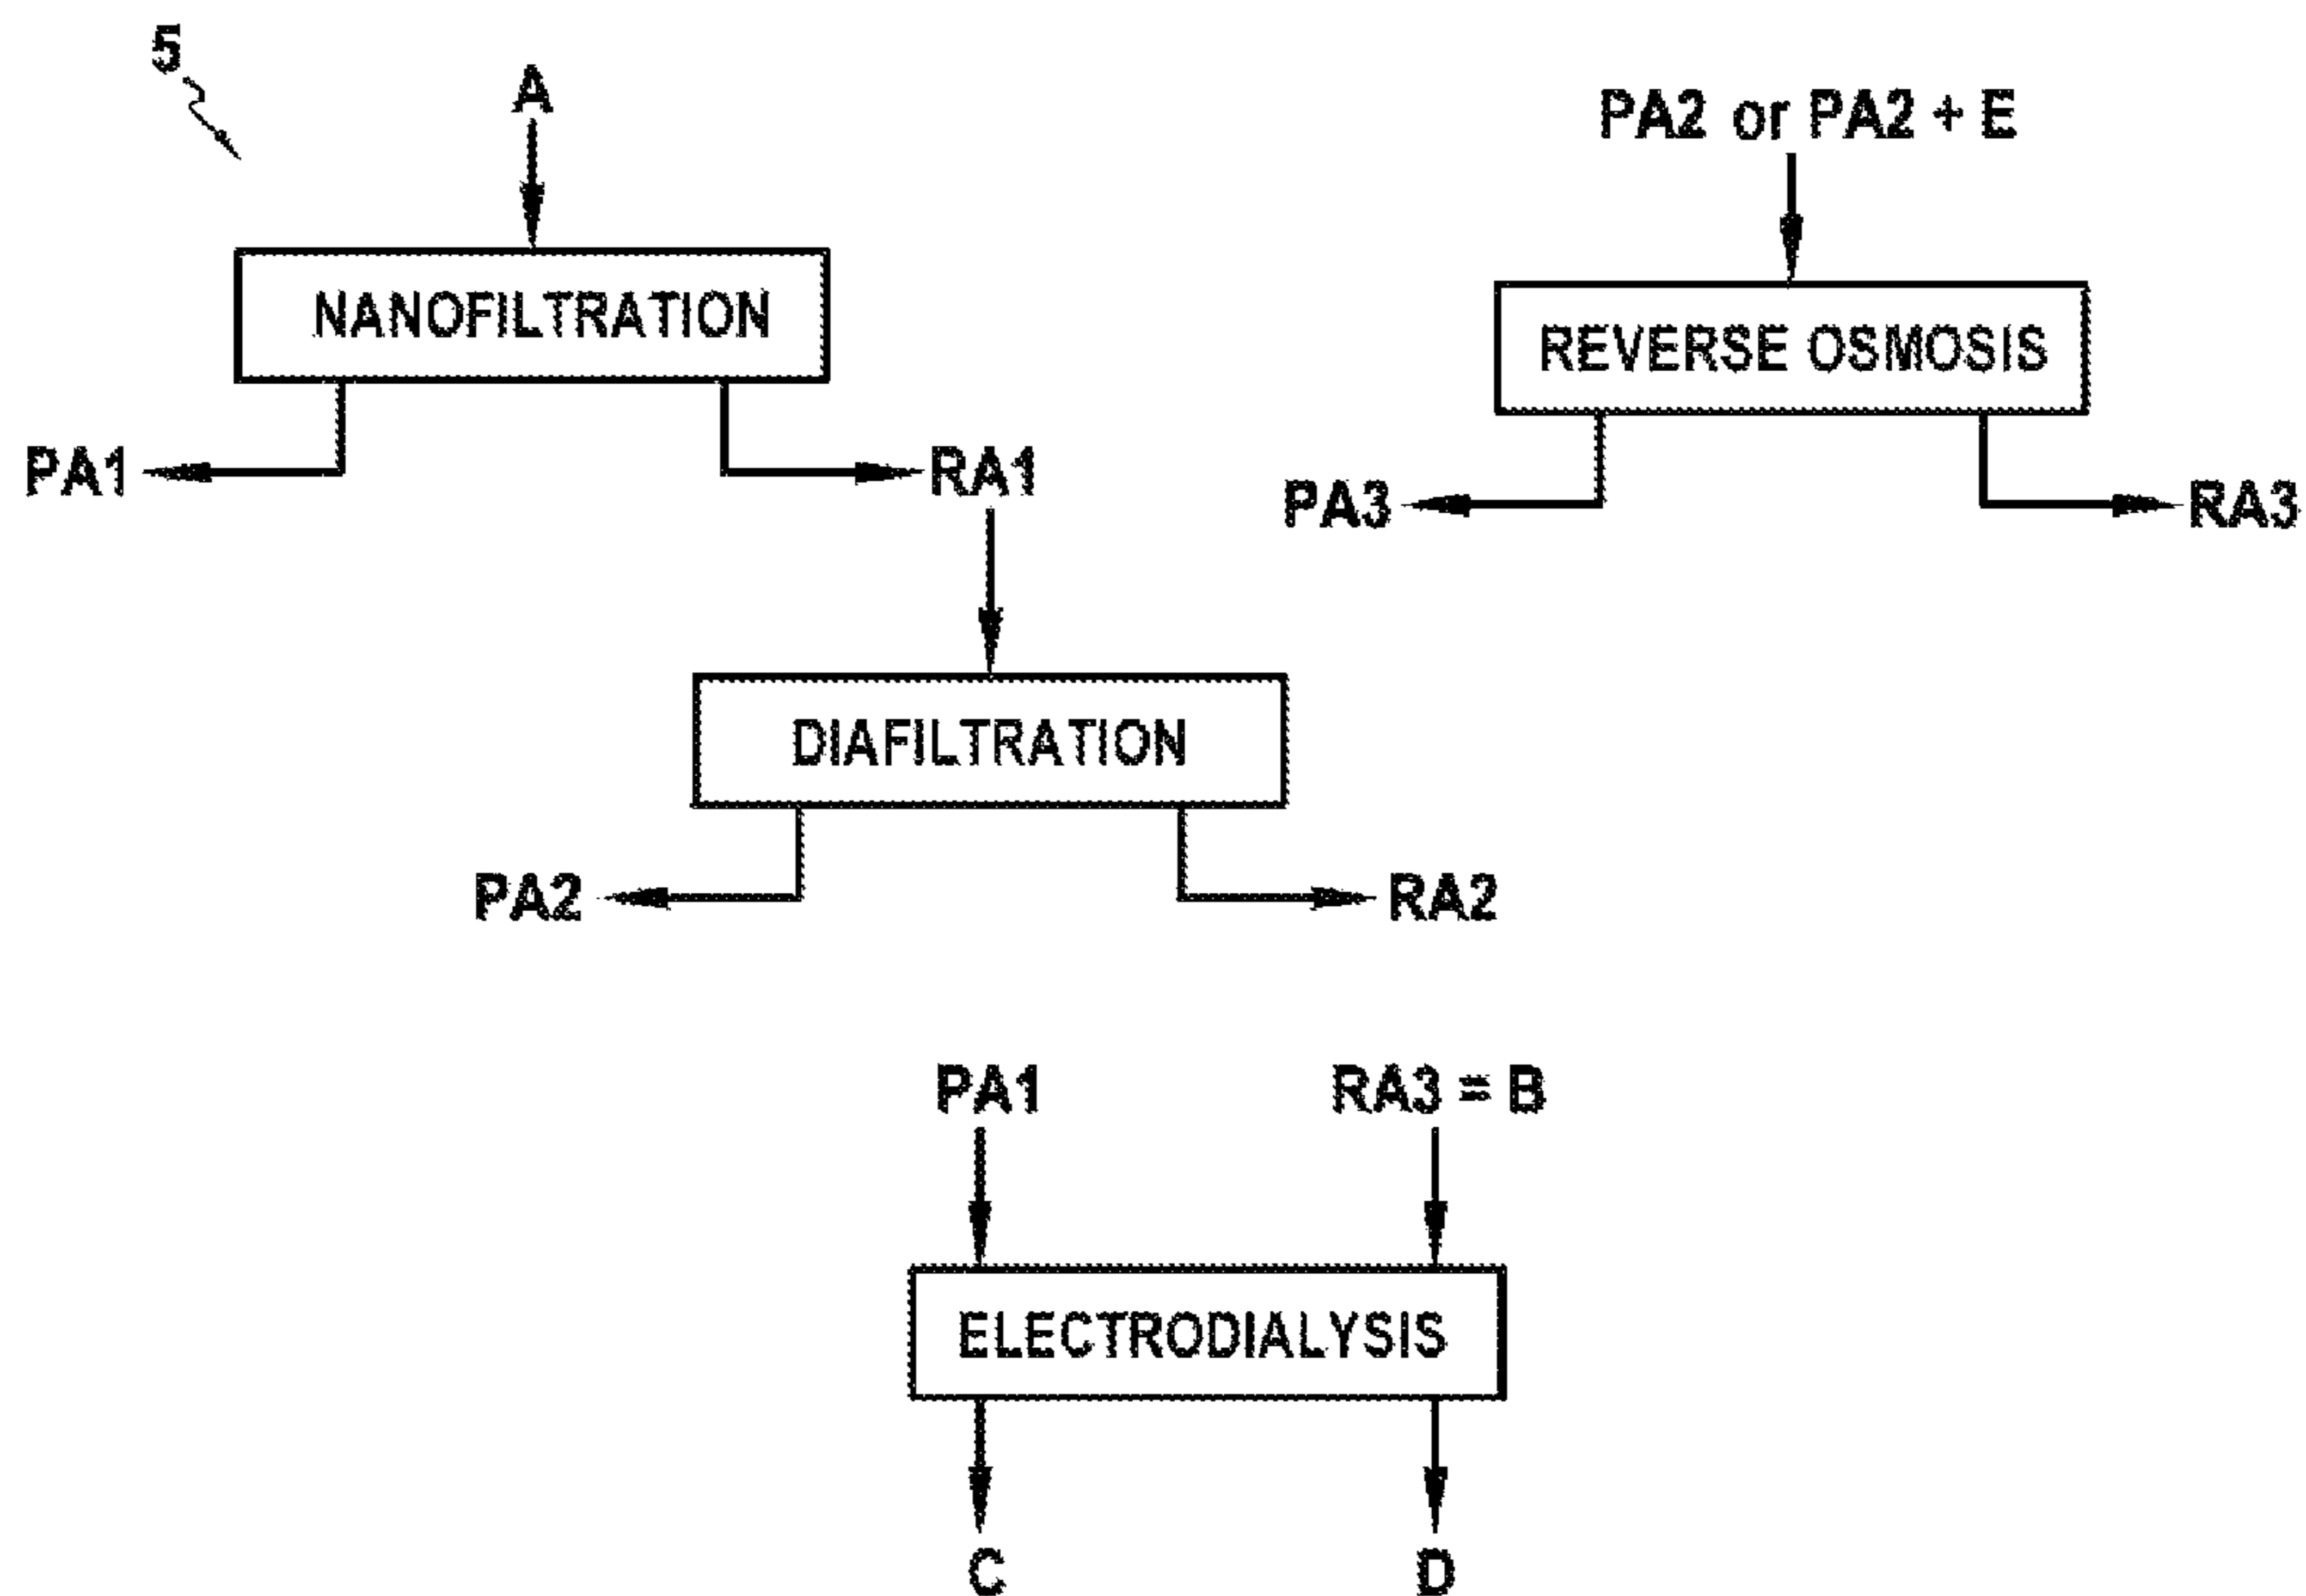 5
A
PA2 or PA2 + E
NANOFILTRATION
REVERSE OSMOSIS
PA1
RA1
PA3
RA3
DIAFILTRATION
PA2
RA2
PA1
RA3 = B
ELECTRODIALYSIS
C
D